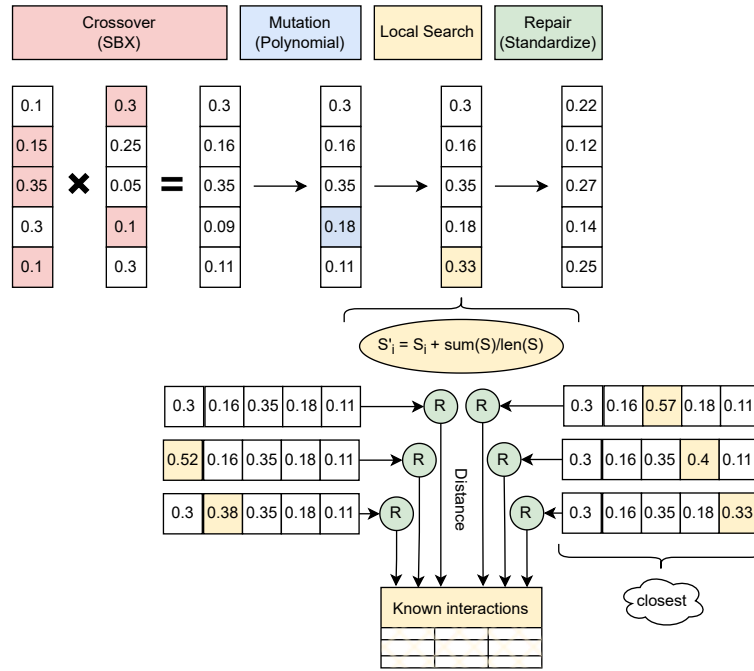 Crossover
(SBX)
Mutation
(Polynomial)
Local Search
Repair
(Standardize)
0.1 0.3 0.3 0.3 0.3 0.22
0.15 0.25 0.16 0.16 0.16 0.12
0.35 0.05 0.35 0.35 0.35 0.27
0.3 0.1 0.09 0.18 0.18 0.14
0.1 0.3 0.11 0.11 0.33 0.25
S'i = Si + sum(S)/len(S)
0.3 0.16 0.35 0.18 0.11 R R 0.3 0.16 0.57 0.18 0.11
0.52 0.16 0.35 0.18 0.11 R R 0.3 0.16 0.35 0.4 0.11
0.3 0.38 0.35 0.18 0.11 R R 0.3 0.16 0.35 0.18 0.33
Distance
Known interactions
closest